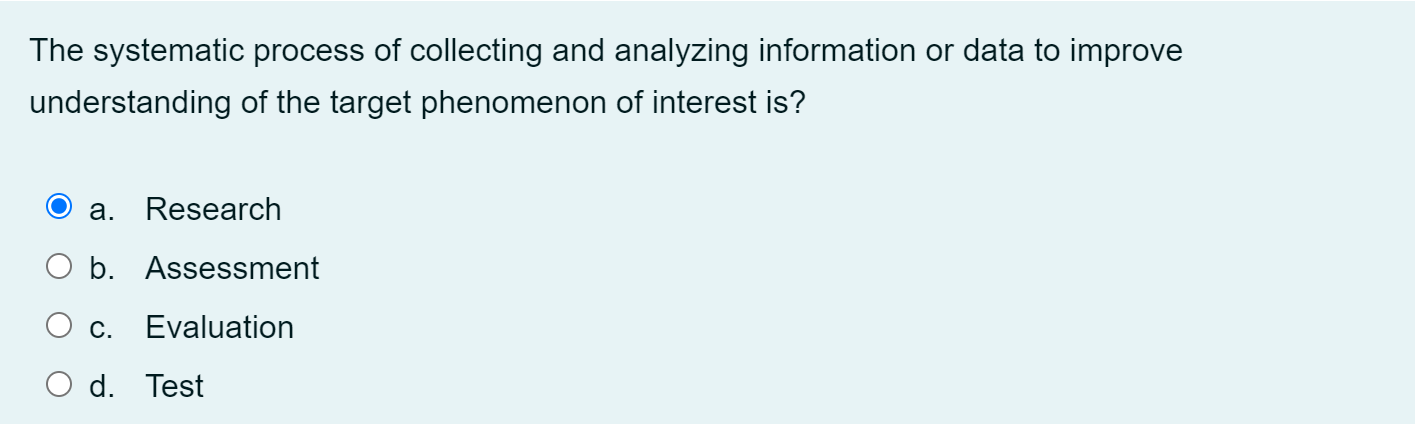 The systematic process of collecting and analyzing information or data to improve
understanding of the target phenomenon of interest is?
a. Research
b. Assessment
c. Evaluation
d. Test